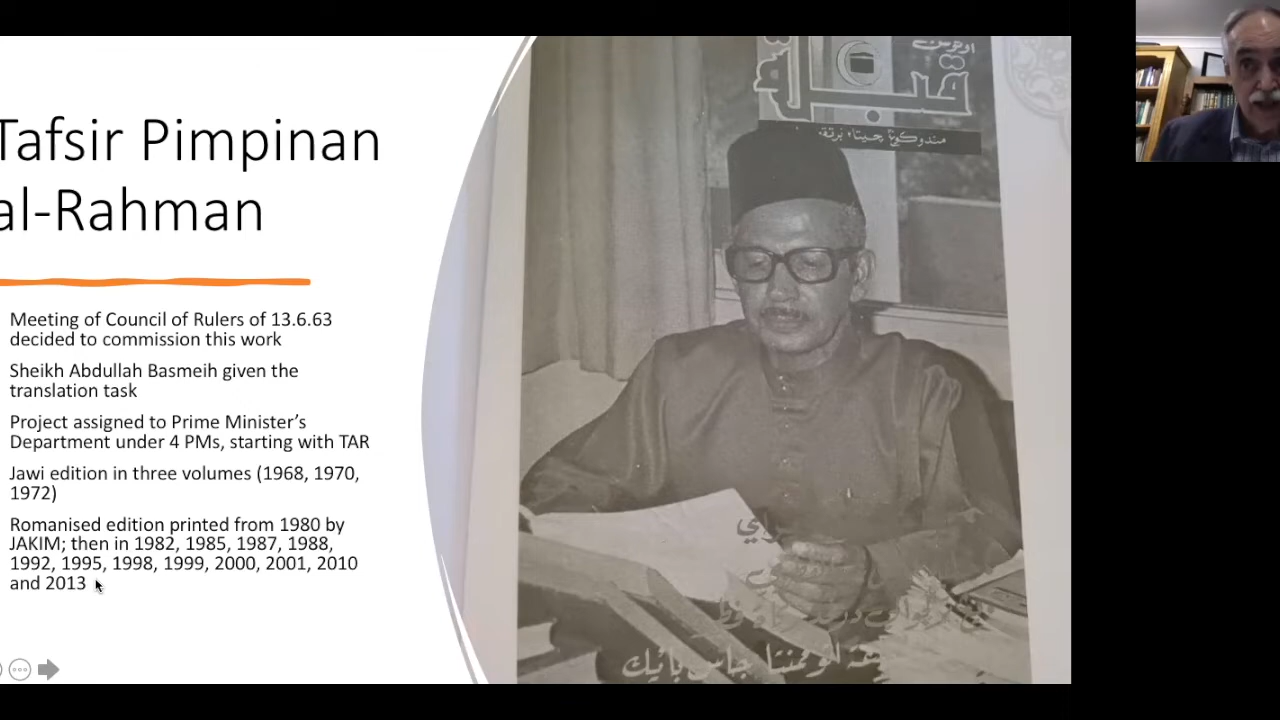 Tafsir Pimpinan
al-Rahman
Meeting of Council of Rulers of 13.6.63
decided to commission this work
Sheikh Abdullah Basmeih given the
translation task
Project assigned to Prime Minister’s
Department under 4 PMs, starting with TAR
Jawi edition in three volumes (1968, 1970,
1972)
Romanised edition printed from 1980 by
JAKIM; then in 1982, 1985, 1987, 1988,
1992, 1995, 1998, 1999, 2000, 2001, 2010
and 2013
قبلة
جاس بائيك